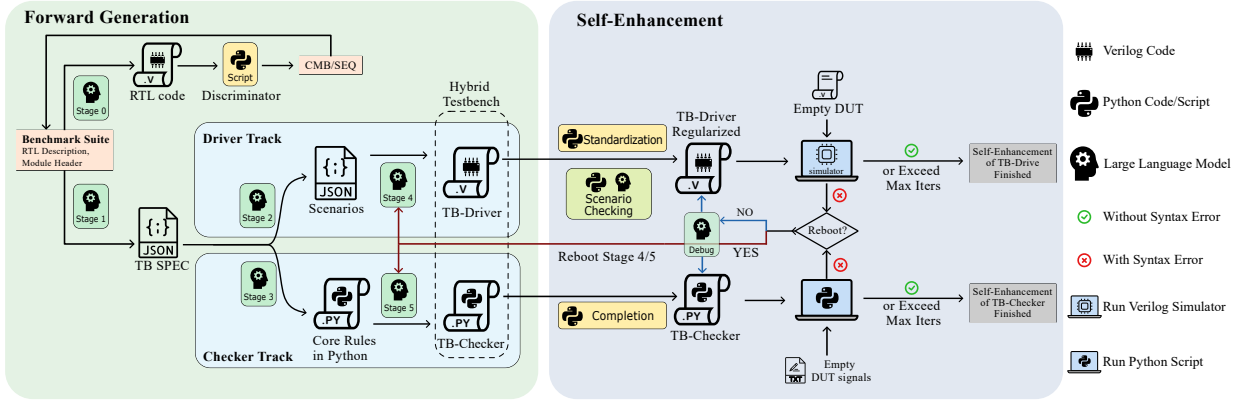 Forward Generation
Self-Enhancement
.V
RTL code
Script
Discriminator
CMB/SEQ
Stage 0
Benchmark Suite
RTL Description,
Module Header
Stage 1
{;}
JSON
TB SPEC
Driver Track
Stage 2
{;}
JSON
Scenarios
Stage 4
Hybrid
Testbench
.V
TB-Driver
Stage 3
Checker Track
.PY
Core Rules
in Python
Stage 5
.PY
TB-Checker
Standardization
Scenario
Checking
TB-Driver
Regularized
.V
.V
Empty DUT
simulator
or Exceed
Max Iters
Self-Enhancement
of TB-Drive
Finished
NO
Debug
YES
Reboot?
Reboot Stage 4/5
Completion
.PY
TB-Checker
or Exceed
Max Iters
Self-Enhancement
of TB-Checker
Finished
TXT
Empty
DUT signals
Verilog Code
Python Code/Script
Large Language Model
Without Syntax Error
With Syntax Error
Run Verilog Simulator
Run Python Script